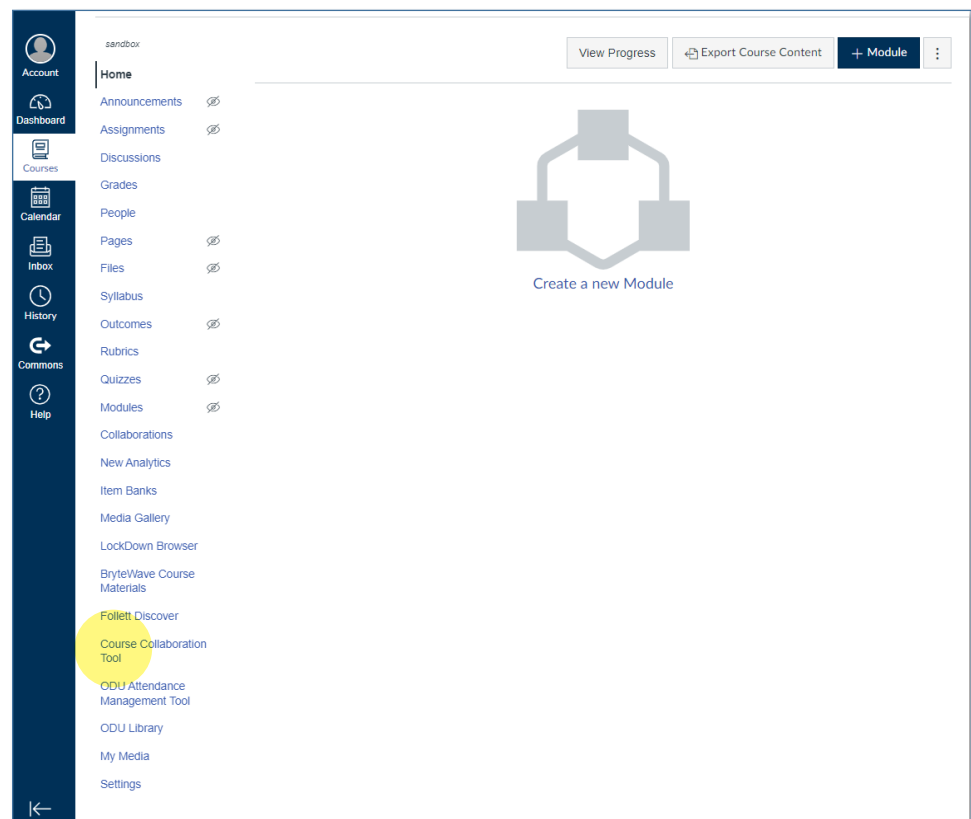 Account
Dashboard
Courses
Calendar
Inbox
History
Commons
Help
sandbox
Home
Announcements
Assignments
Discussions
Grades
People
Pages
Files
Syllabus
Outcomes
Rubrics
Quizzes
Modules
Collaborations
New Analytics
Item Banks
Media Gallery
LockDown Browser
BryteWave Course
Materials
Follett Discover
Course Collaboration
Tool
ODU Attendance
Management Tool
ODU Library
My Media
Settings
View Progress
Export Course Content
+ Module
Create a new Module